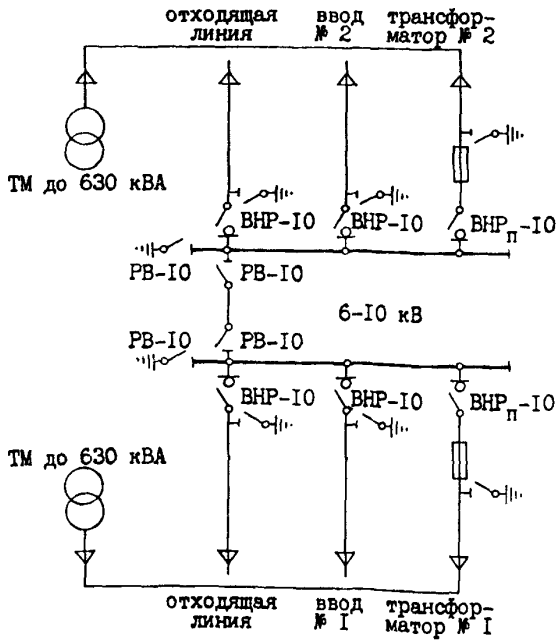 отходящая линия
ввод № 2
трансфор-
матор № 2
ТМ до 630 кВА
ВНР-10
ВНР-10
ВНРп-10
РВ-10
РВ-10
6-10 кВ
РВ-10
РВ-10
ВНР-10
ВНР-10
ВНРп-10
ТМ до 630 кВА
отходящая линия
ввод № I
трансфор-
матор № I